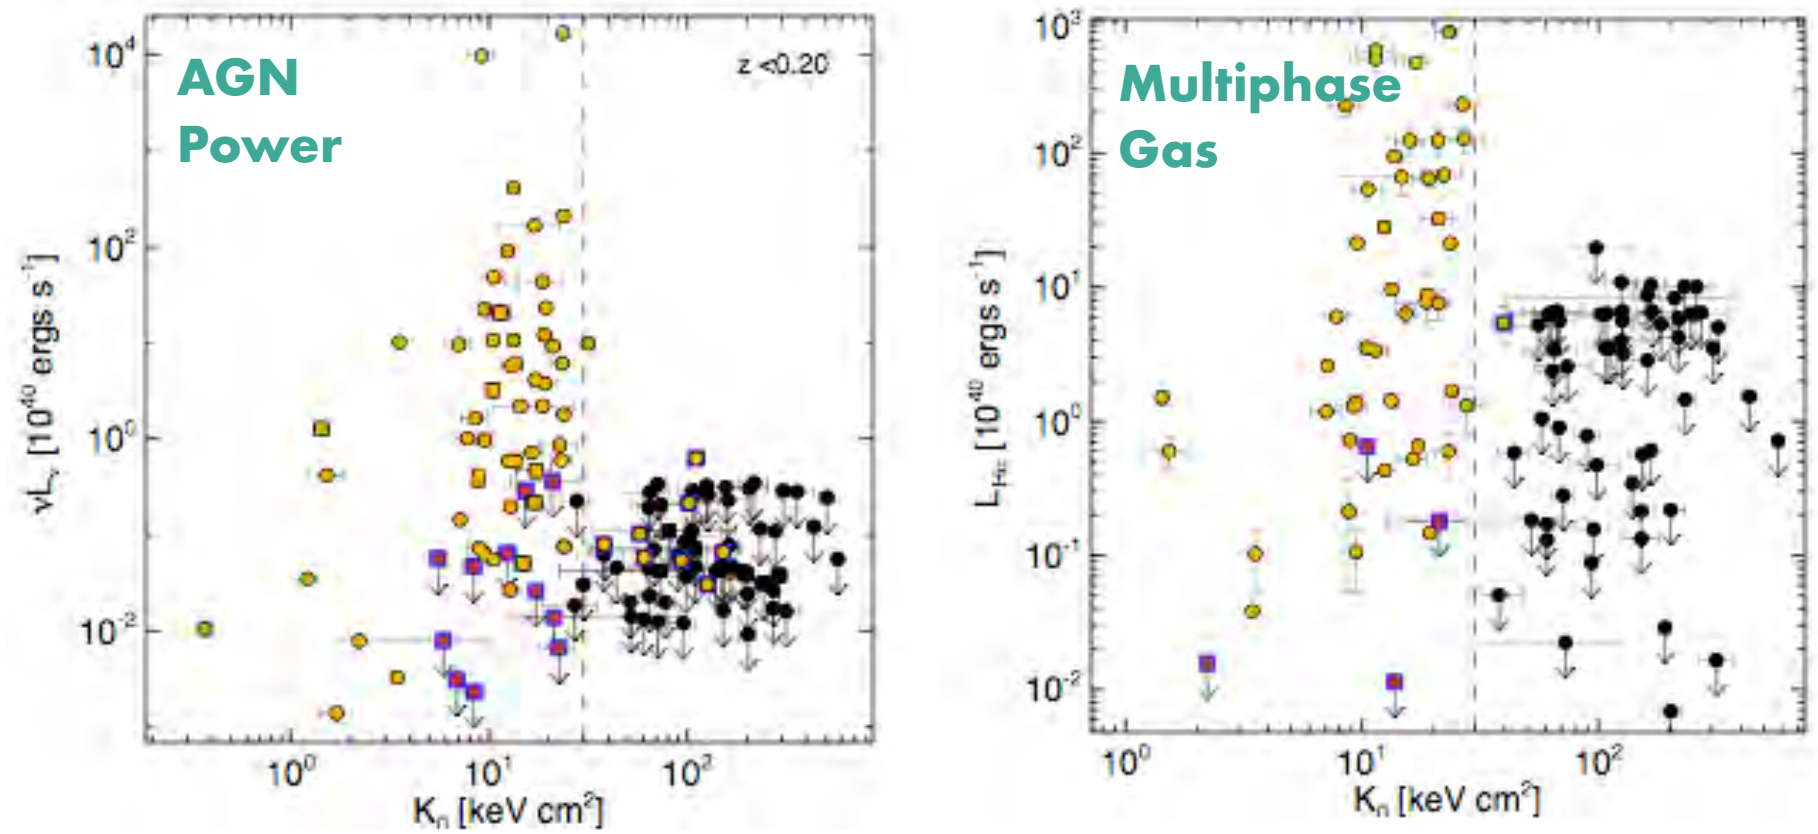 AGN
Power
z <0.20
10⁴
10²
10⁰
10⁻²
νLᵥ [10⁴⁰ ergs s⁻¹]
10⁰ 10¹ 10²
K₀ [keV cm²]
Multiphase
Gas
10³
10²
10¹
10⁰
10⁻¹
10⁻²
L_Hα [10⁴⁰ ergs s⁻¹]
10⁰ 10¹ 10²
K₀ [keV cm²]